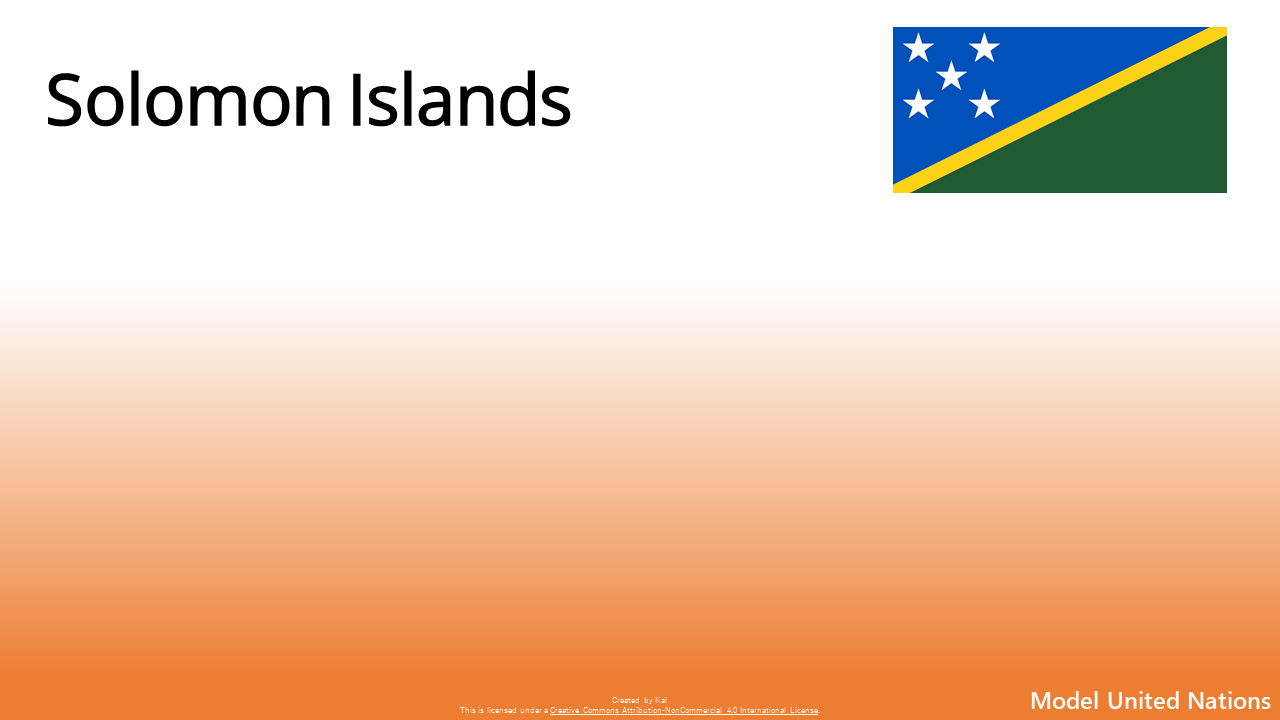 Solomon Islands
Created by Kai
This is licensed under a Creative Commons Attribution-NonCommercial 4.0 International License.
Model United Nations